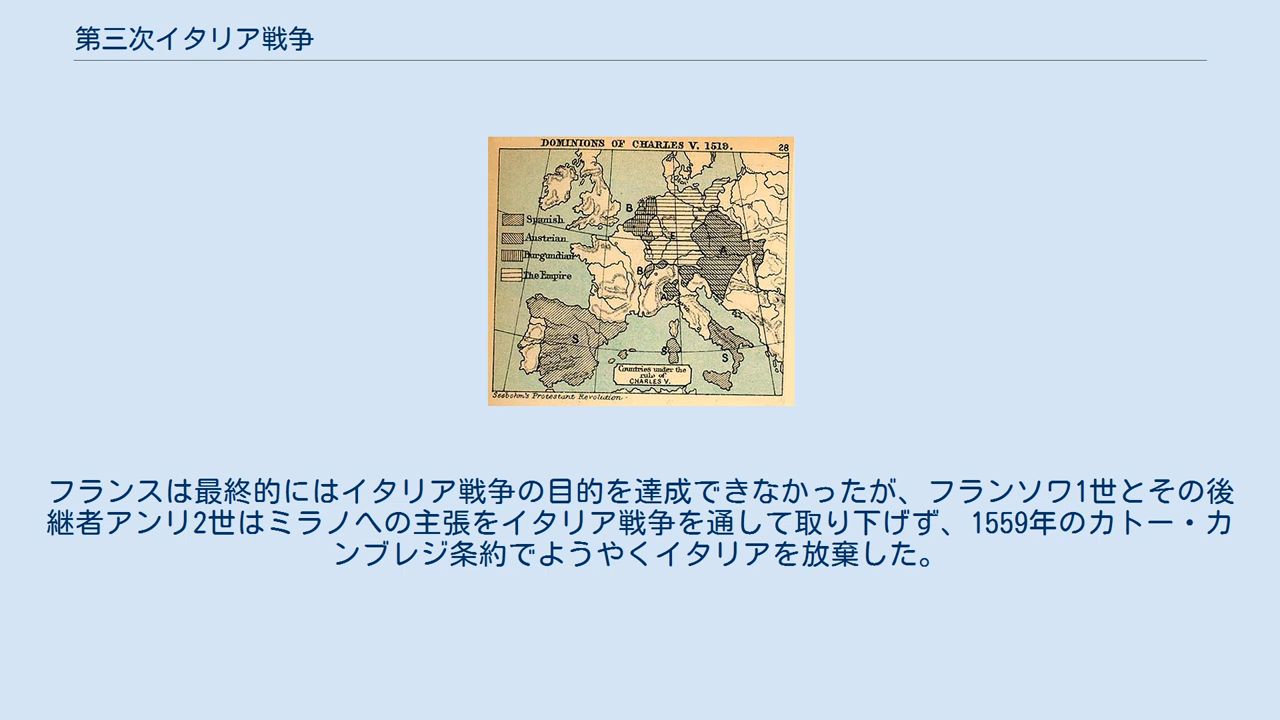 第三次イタリア戦争
DOMINIONS OF CHARLES V. 1519.
28
B
Spanish
Austrian
Burgundian
The Empire
E
A
B
S
S
S
Countries under the
rule of
CHARLES V.
Seebohm's Protestant Revolution.
フランスは最終的にはイタリア戦争の目的を達成できなかったが、フランソワ1世とその後
継者アンリ2世はミラノへの主張をイタリア戦争を通して取り下げず、1559年のカトー・カ
ンブレジ条約でようやくイタリアを放棄した。